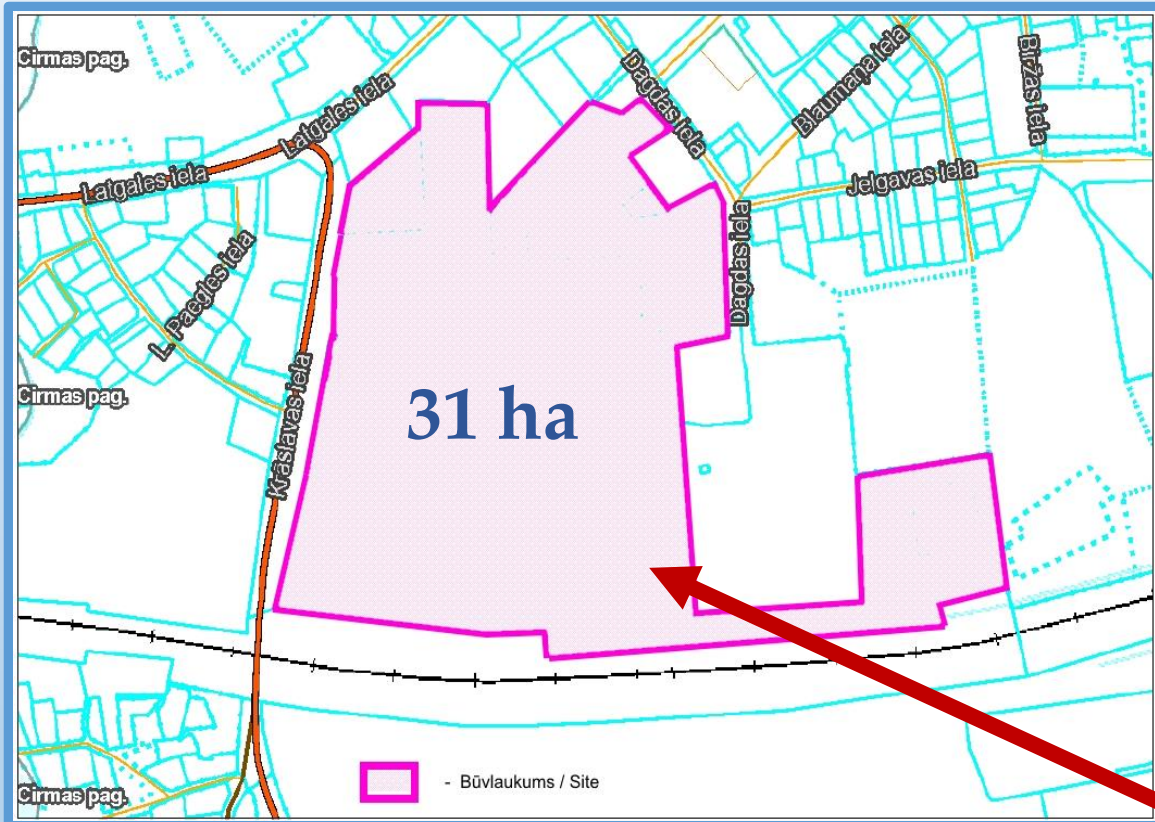 Cirmas pag.
Latgales iela
Dagdas iela
Blaumaņa iela
Biržas iela
Latgales iela
Jelgavas iela
L. Paegles iela
Dagdas iela
Cirmas pag.
31 ha
Krāslavas iela
- Būvlaukums / Site
Cirmas pag.